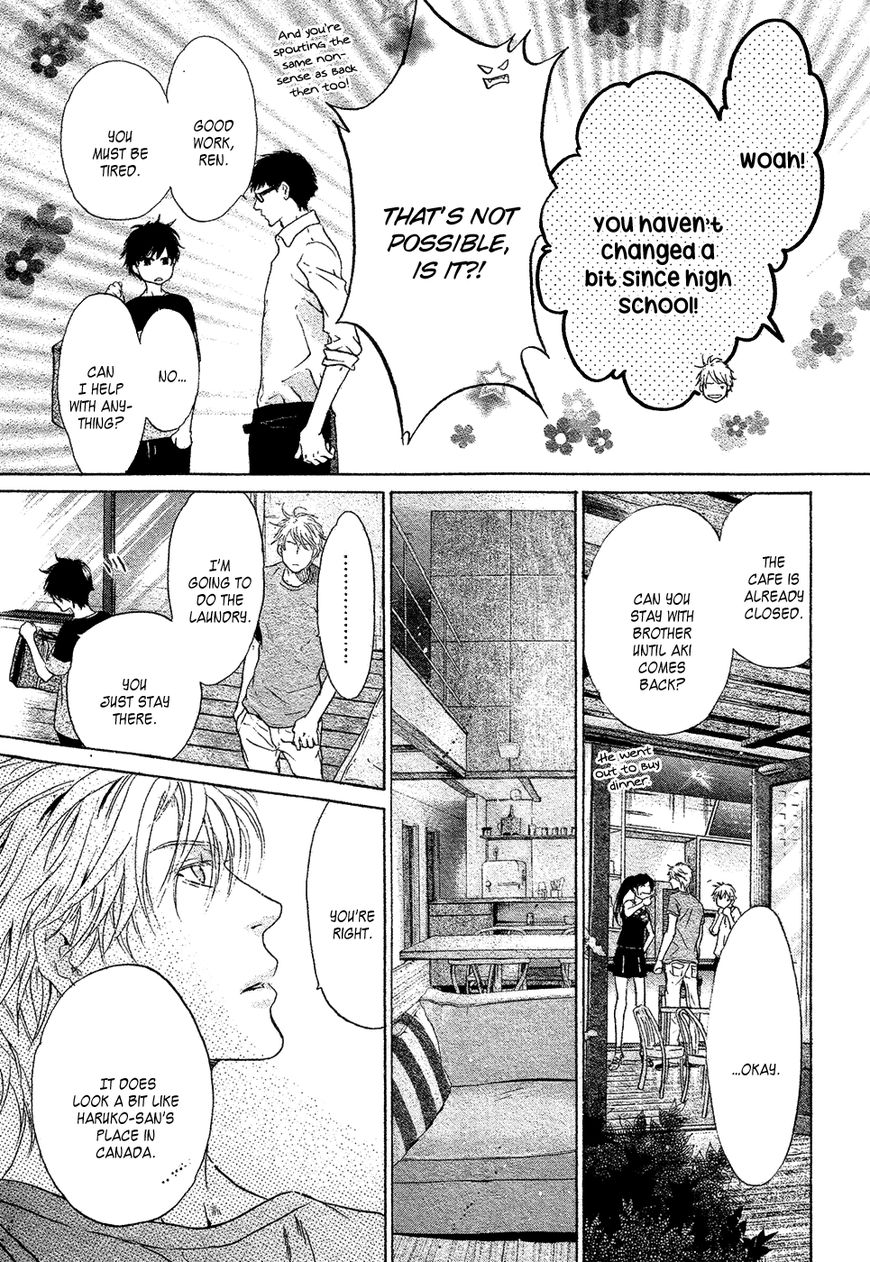 WOAH!
YOU HAVEN'T
CHANGED A
BIT SINCE HIGH
SCHOOL!
THAT'S NOT
POSSIBLE,
IS IT?!
And you're
spouting the
same non-
sense as back
then too!
GOOD
WORK,
REN.
YOU
MUST BE
TIRED.
NO...
CAN
I HELP
WITH ANY-
THING?
THE
CAFE IS
ALREADY
CLOSED.
CAN YOU
STAY WITH
BROTHER
UNTIL AKI
COMES
BACK?
He went
out to buy
dinner.
...OKAY.
.........
I'M
GOING TO
DO THE
LAUNDRY.
YOU
JUST STAY
THERE.
YOU'RE
RIGHT.
IT DOES
LOOK A BIT LIKE
HARUKO-SAN'S
PLACE IN
CANADA.
......